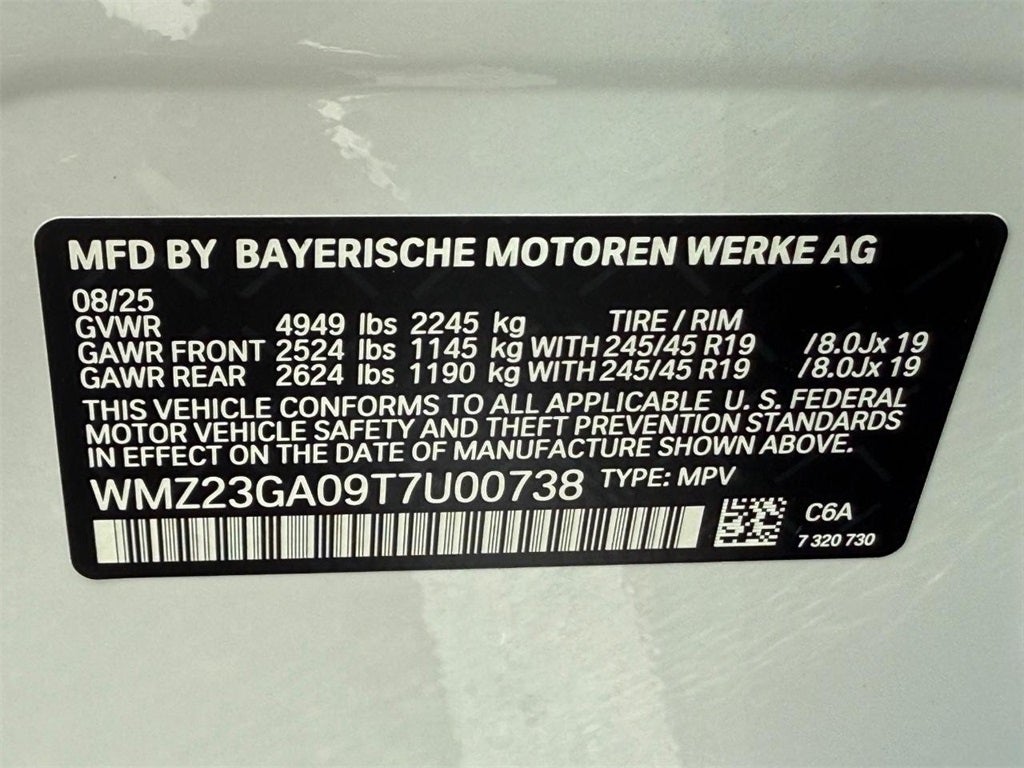 MFD BY BAYERISCHE MOTOREN WERKE AG
08/25
GVWR 4949 lbs 2245 kg TIRE / RIM
GAWR FRONT 2524 lbs 1145 kg WITH 245/45 R19 /8.0Jx 19
GAWR REAR 2624 lbs 1190 kg WITH 245/45 R19 /8.0Jx 19
THIS VEHICLE CONFORMS TO ALL APPLICABLE U. S. FEDERAL
MOTOR VEHICLE SAFETY AND THEFT PREVENTION STANDARDS
IN EFFECT ON THE DATE OF MANUFACTURE SHOWN ABOVE.
WMZ23GA09T7U00738 TYPE: MPV
C6A
7 320 730